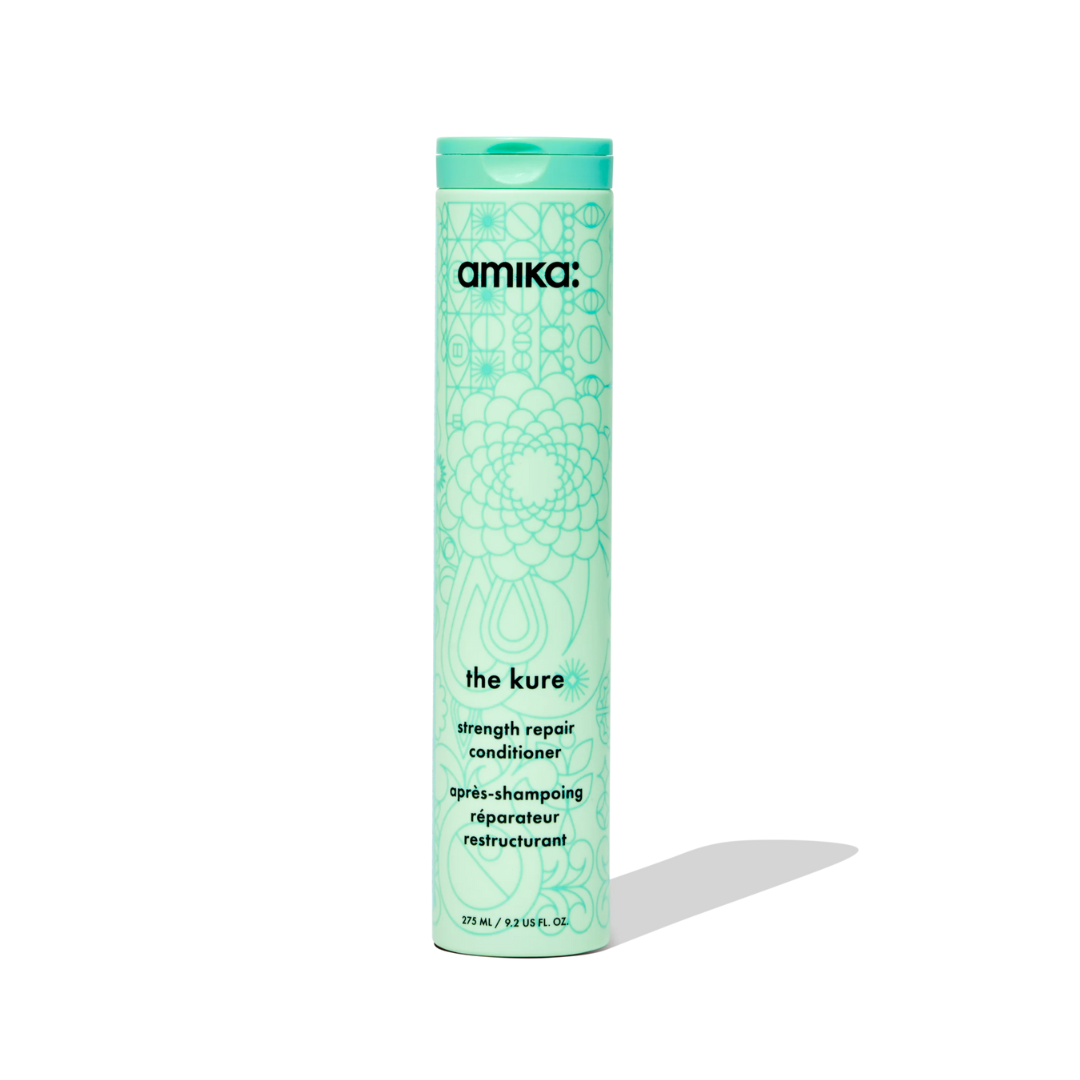 amika:
the kure
strength repair
conditioner
après-shampoing
réparateur
restructurant
275 ML / 9.2 US FL. OZ.